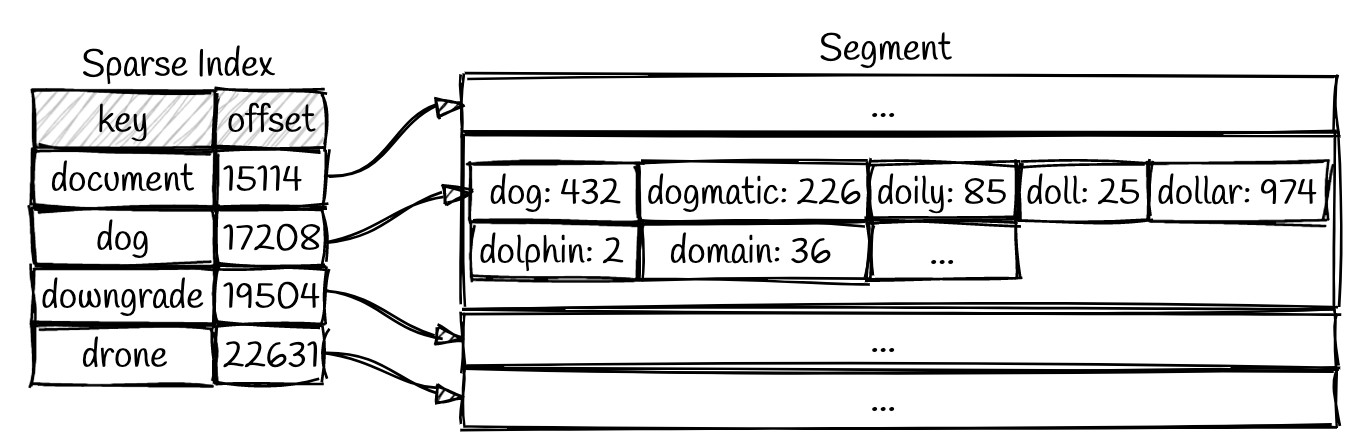 Sparse Index
key offset
document 15114
dog 17208
downgrade 19504
drone 22631
Segment
...
dog: 432 dogmatic: 226 doily: 85 doll: 25 dollar: 974
dolphin: 2 domain: 36 ...
...
...